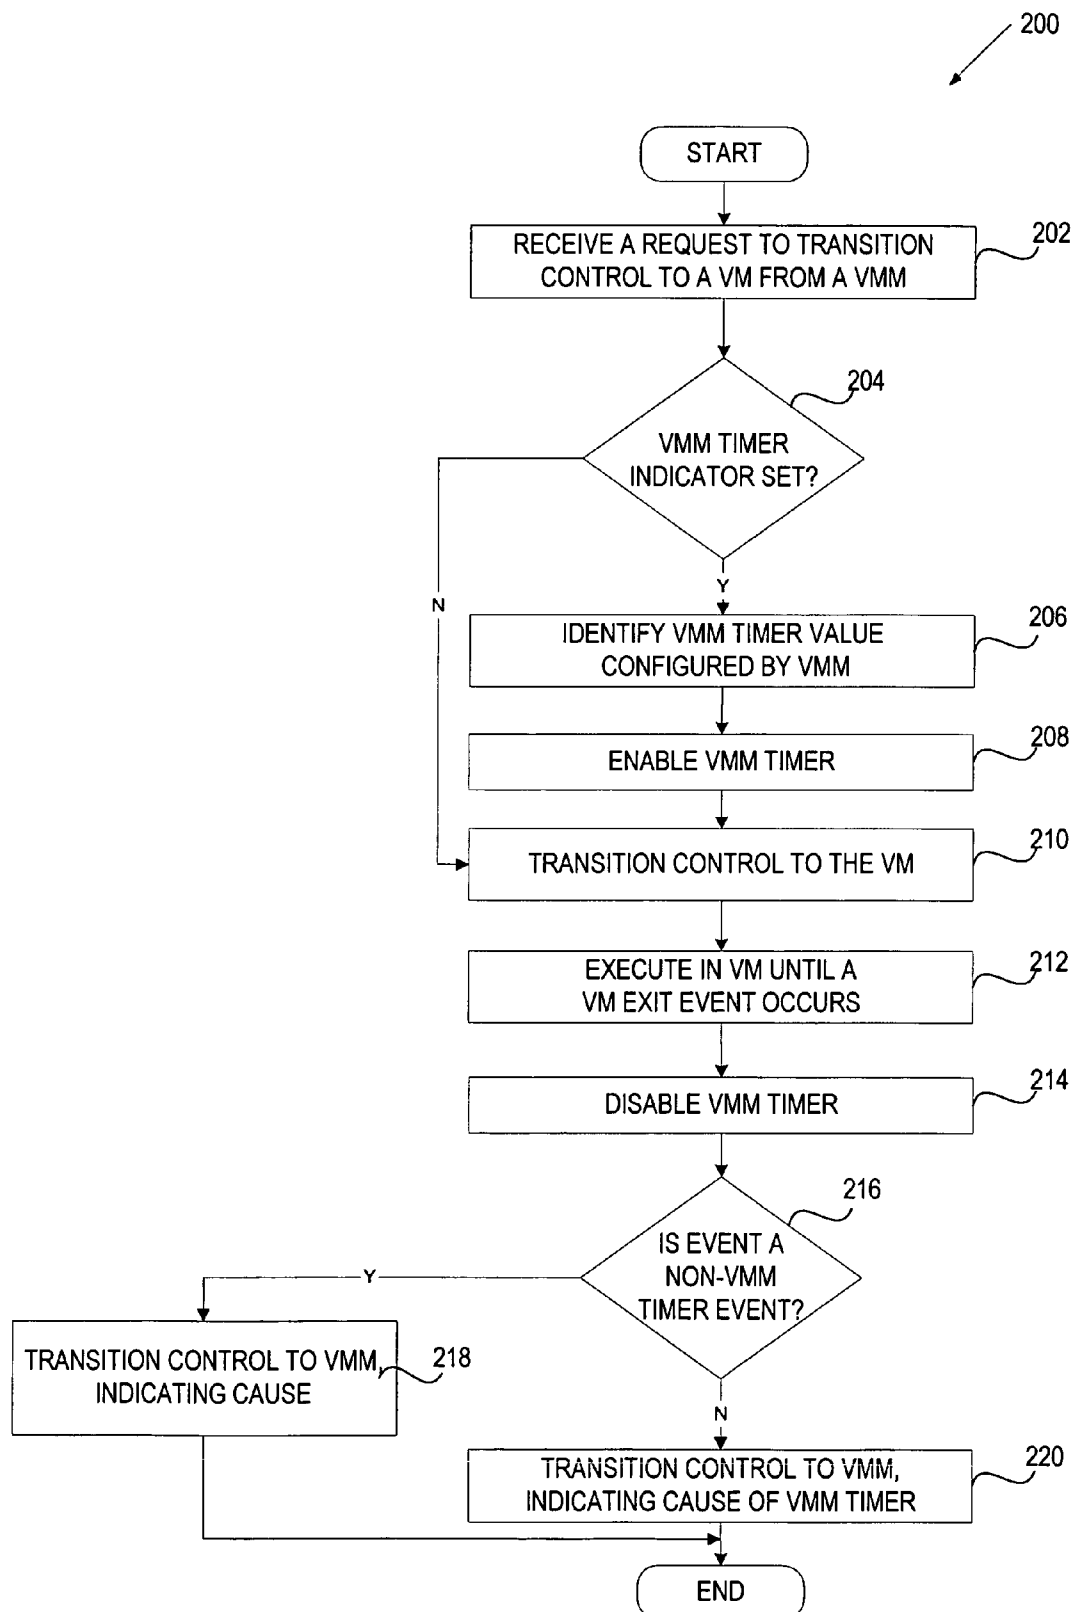 200
START
RECEIVE A REQUEST TO TRANSITION
CONTROL TO A VM FROM A VMM
202
204
VMM TIMER
INDICATOR SET?
N
Y
IDENTIFY VMM TIMER VALUE
CONFIGURED BY VMM
206
ENABLE VMM TIMER
208
TRANSITION CONTROL TO THE VM
210
EXECUTE IN VM UNTIL A
VM EXIT EVENT OCCURS
212
DISABLE VMM TIMER
214
216
IS EVENT A
NON-VMM
TIMER EVENT?
Y
TRANSITION CONTROL TO VMM,
INDICATING CAUSE
218
N
TRANSITION CONTROL TO VMM,
INDICATING CAUSE OF VMM TIMER
220
END